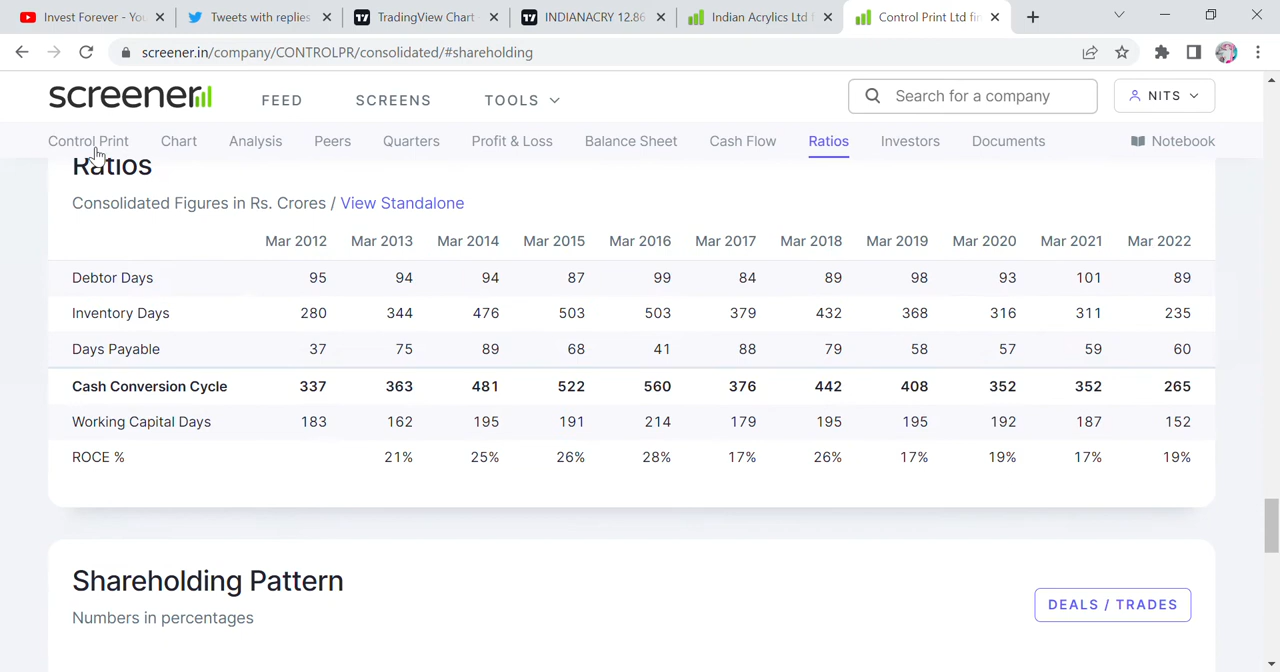 Invest Forever - You
Tweets with replies
TradingView Chart
INDIANACRY 12.86
Indian Acrylics Ltd f
Control Print Ltd fin
screener.in/company/CONTROLPR/consolidated/#shareholding
screener FEED SCREENS TOOLS Search for a company NITS
Control Print Chart Analysis Peers Quarters Profit & Loss Balance Sheet Cash Flow Ratios Investors Documents Notebook
Ratios
Consolidated Figures in Rs. Crores / View Standalone
Mar 2012 Mar 2013 Mar 2014 Mar 2015 Mar 2016 Mar 2017 Mar 2018 Mar 2019 Mar 2020 Mar 2021 Mar 2022
Debtor Days 95 94 94 87 99 84 89 98 93 101 89
Inventory Days 280 344 476 503 503 379 432 368 316 311 235
Days Payable 37 75 89 68 41 88 79 58 57 59 60
Cash Conversion Cycle 337 363 481 522 560 376 442 408 352 352 265
Working Capital Days 183 162 195 191 214 179 195 195 192 187 152
ROCE % 21% 25% 26% 28% 17% 26% 17% 19% 17% 19%
Shareholding Pattern
Numbers in percentages
DEALS / TRADES